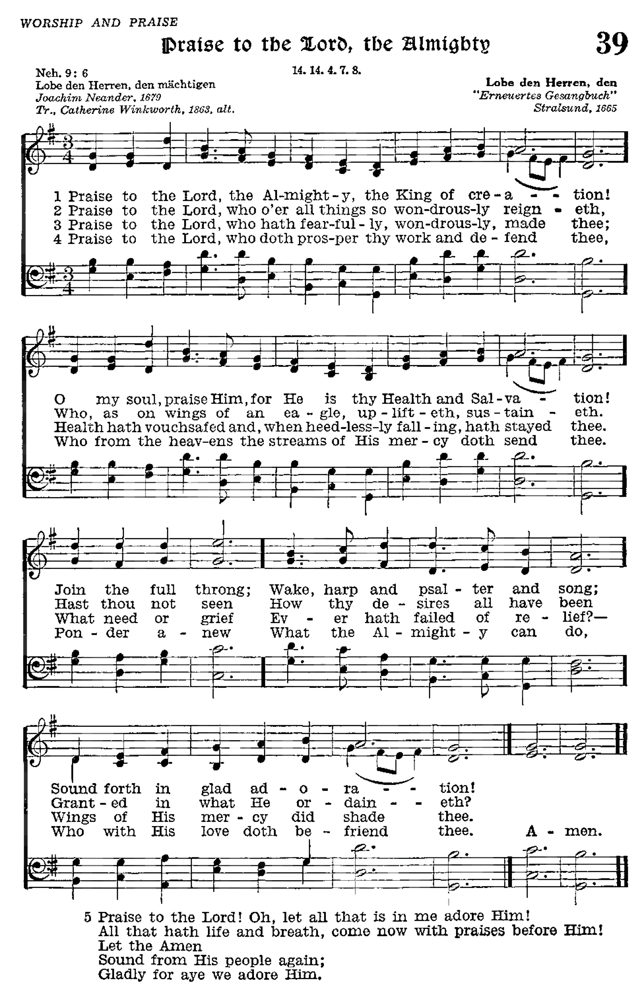 WORSHIP AND PRAISE
Praise to the Lord, the Almighty
39
Neh. 9: 6
14. 14. 4. 7. 8.
Lobe den Herren, den mächtigen
Joachim Neander, 1679
Tr., Catherine Winkworth, 1863, alt.
Lobe den Herren, den
"Erneuertes Gesangbuch"
Stralsund, 1665
3 4
1 Praise to the Lord, the Al-might-y, the King of cre-a - - tion!
2 Praise to the Lord, who o'er all things so won-drous-ly reign - eth,
3 Praise to the Lord, who hath fear-ful-ly, won-drous-ly, made thee;
4 Praise to the Lord, who doth pros-per thy work and de-fend thee,
3 4
O my soul, praise Him, for He is thy Health and Sal-va - tion!
Who, as on wings of an ea-gle, up-lift-eth, sus-tain - eth.
Health hath vouchsafed and, when heed-less-ly fall-ing, hath stayed thee.
Who from the heav-ens the streams of His mer-cy doth send thee.
Join the full throng; Wake, harp and psal-ter and song;
Hast thou not seen How thy de-sires all have been
What need or grief Ev-er hath failed of re-lief?—
Pon-der a-new What the Al-might-y can do,
Sound forth in glad ad-o-ra - - tion!
Grant-ed in what He or-dain - - eth?
Wings of His mer-cy did shade thee.
Who with His love doth be-friend thee. A-men.
5 Praise to the Lord! Oh, let all that is in me adore Him!
All that hath life and breath, come now with praises before Him!
Let the Amen
Sound from His people again;
Gladly for aye we adore Him.